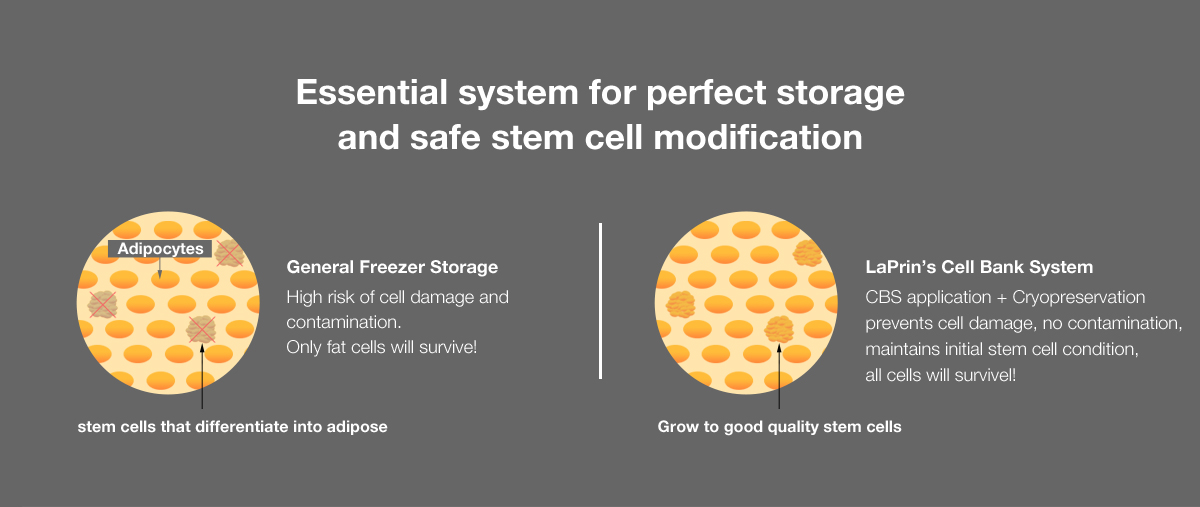 Essential system for perfect storage
and safe stem cell modification
Adipocytes
General Freezer Storage
High risk of cell damage and
contamination.
Only fat cells will survive!
stem cells that differentiate into adipose
LaPrin’s Cell Bank System
CBS application + Cryopreservation
prevents cell damage, no contamination,
maintains initial stem cell condition,
all cells will survivel!
Grow to good quality stem cells